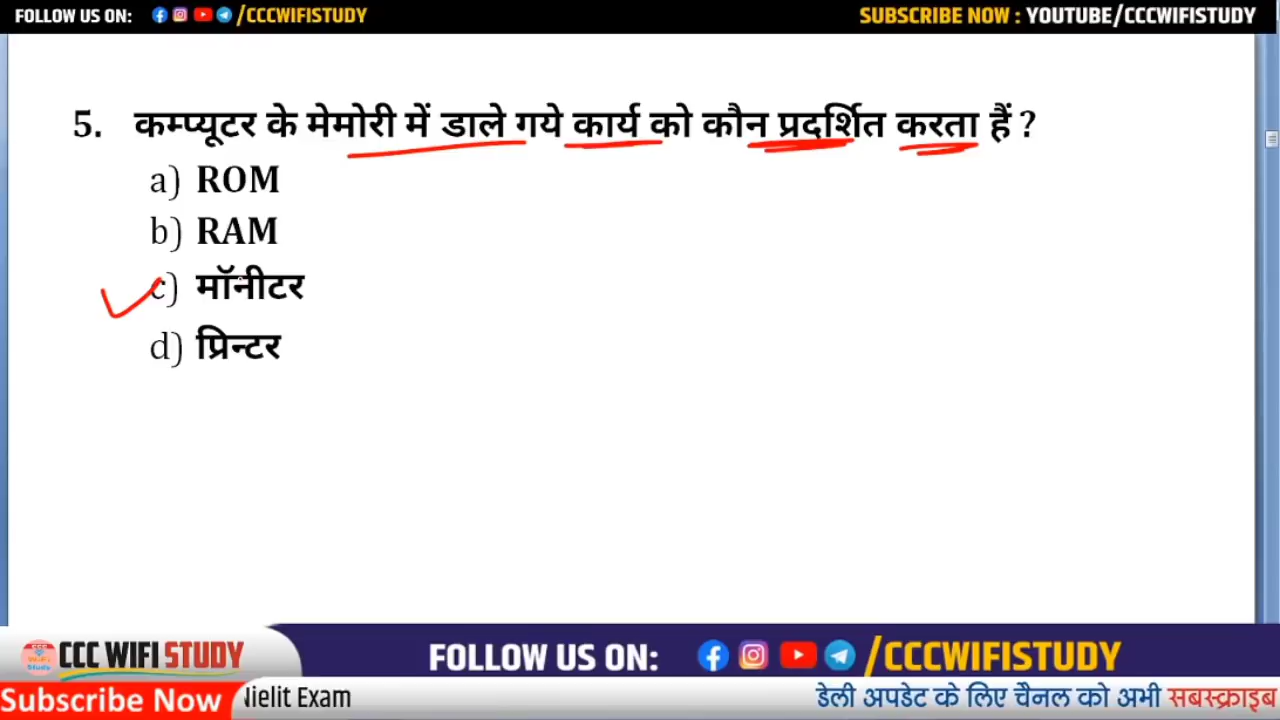 FOLLOW US ON: /CCCWIFISTUDY
SUBSCRIBE NOW : YOUTUBE/CCCWIFISTUDY
5. कम्प्यूटर के मेमोरी में डाले गये कार्य को कौन प्रदर्शित करता हैं ?
a) ROM
b) RAM
c) मॉनीटर
d) प्रिन्टर
CCC WIFI STUDY
FOLLOW US ON: /CCCWIFISTUDY
Subscribe Now
Nielit Exam
डेली अपडेट के लिए चैनल को अभी सबस्क्राइब